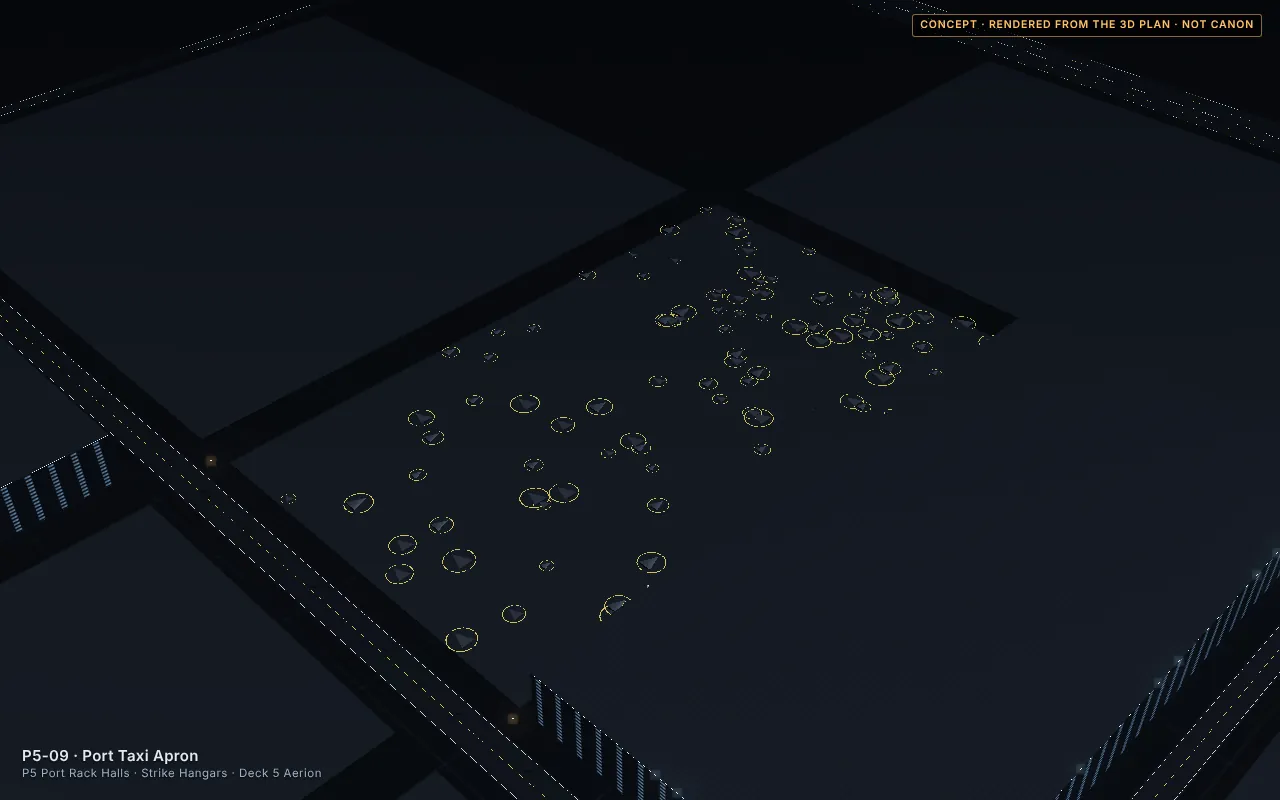 CONCEPT · RENDERED FROM THE 3D PLAN · NOT CANON
P5-09 · Port Taxi Apron
P5 Port Rack Halls · Strike Hangars · Deck 5 Aerion